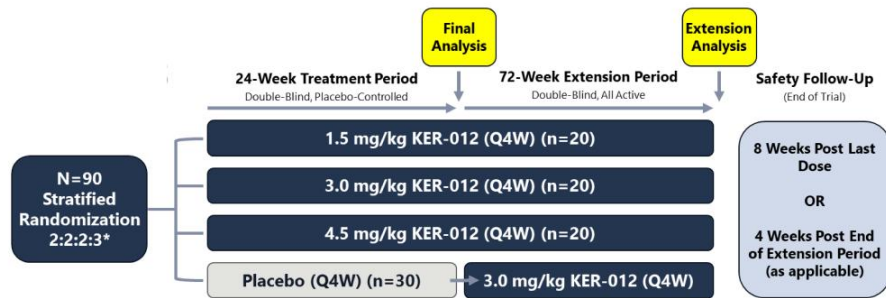 Final
Analysis
Extension
Analysis
24-Week Treatment Period
Double-Blind, Placebo-Controlled
72-Week Extension Period
Double-Blind, All Active
Safety Follow-Up
(End of Trial)
N=90
Stratified
Randomization
2:2:2:3*
1.5 mg/kg KER-012 (Q4W) (n=20)
3.0 mg/kg KER-012 (Q4W) (n=20)
4.5 mg/kg KER-012 (Q4W) (n=20)
Placebo (Q4W) (n=30)
3.0 mg/kg KER-012 (Q4W)
8 Weeks Post Last
Dose
OR
4 Weeks Post End
of Extension Period
(as applicable)